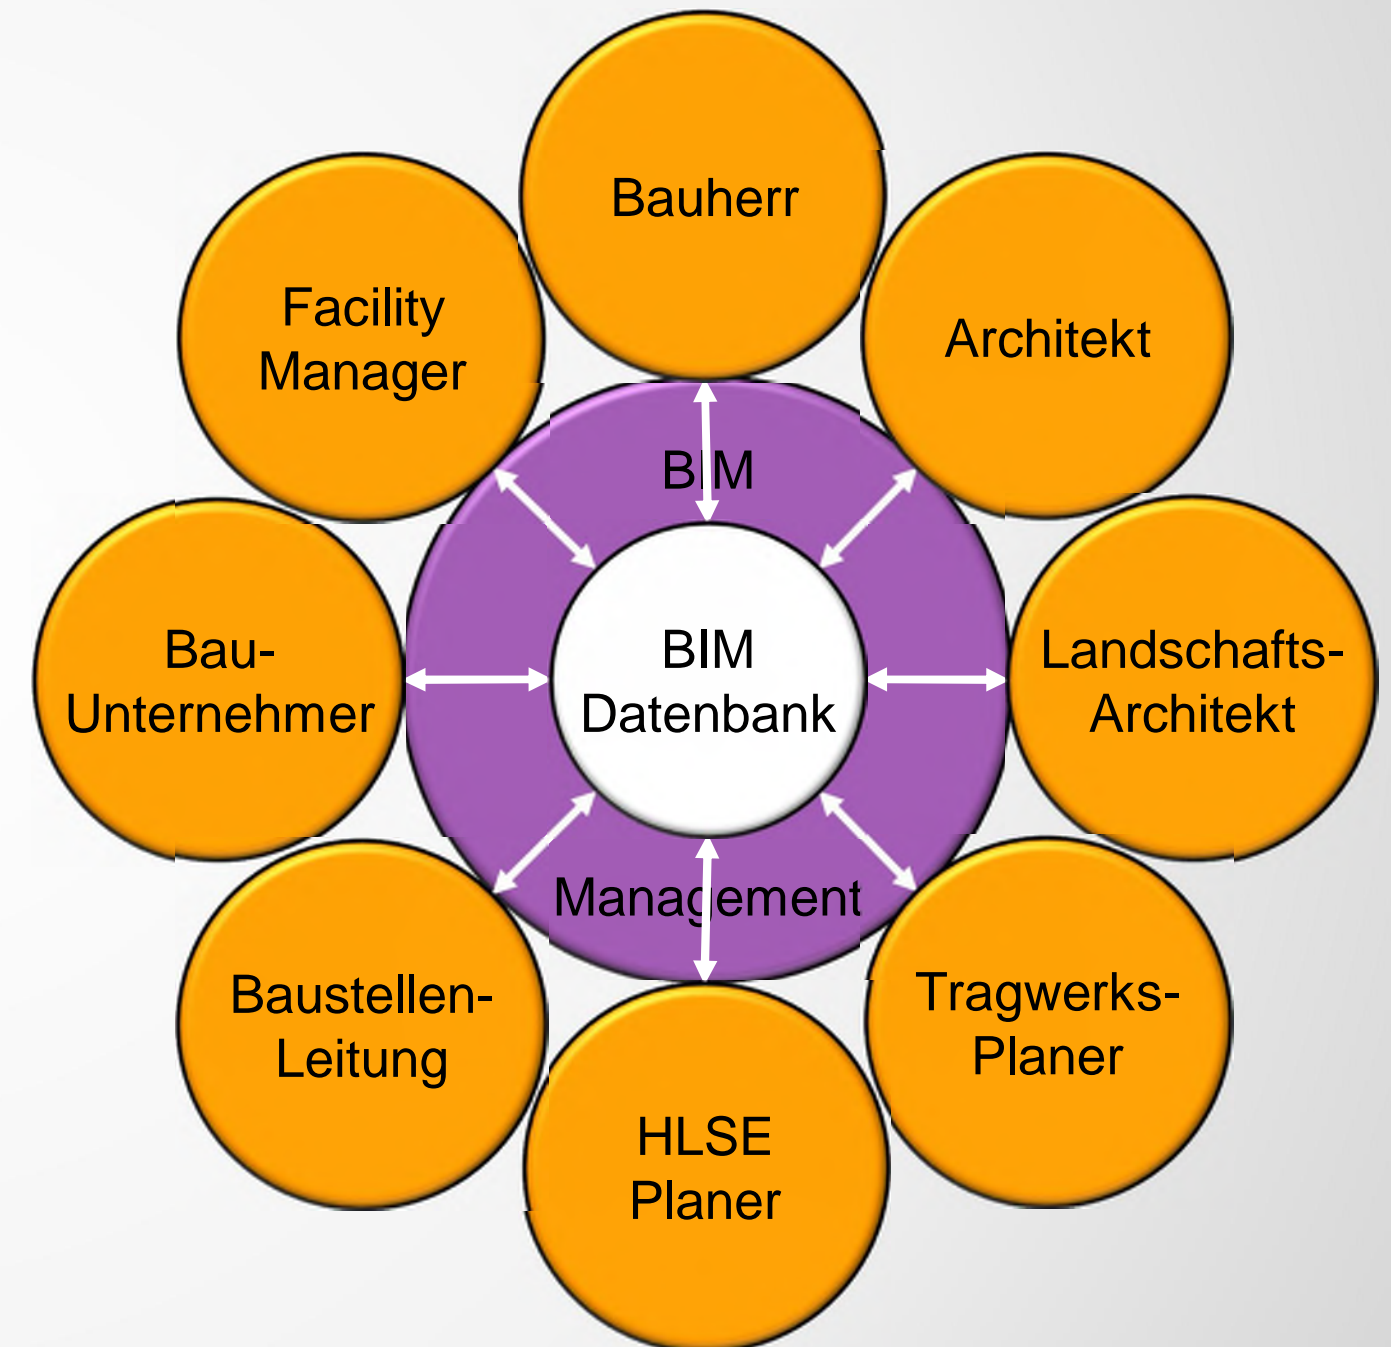 Bauherr
Facility
Manager
Architekt
BIM
Bau-
Unternehmer
BIM
Datenbank
Landschafts-
Architekt
Management
Baustellen-
Leitung
Tragwerks-
Planer
HLSE
Planer